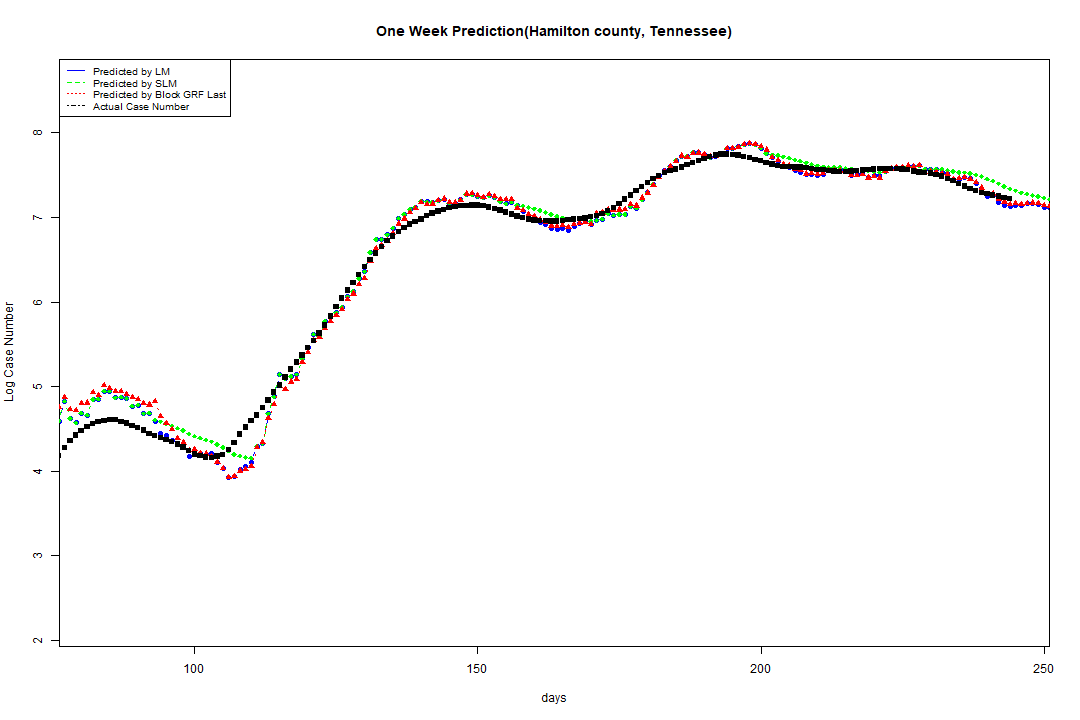 One Week Prediction(Hamilton county, Tennessee)
Predicted by LM
Predicted by SLM
Predicted by Block GRF Last
Actual Case Number
Log Case Number
8
7
6
5
4
3
2
100 150 200 250
days